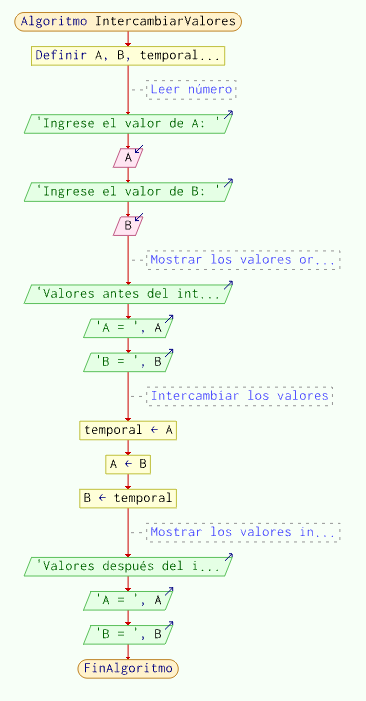 Algoritmo IntercambiarValores
Definir A, B, temporal...
Leer número
'Ingrese el valor de A: '
A
'Ingrese el valor de B: '
B
Mostrar los valores or...
'Valores antes del int...
'A = ', A
'B = ', B
Intercambiar los valores
temporal ← A
A ← B
B ← temporal
Mostrar los valores in...
'Valores después del i...
'A = ', A
'B = ', B
FinAlgoritmo